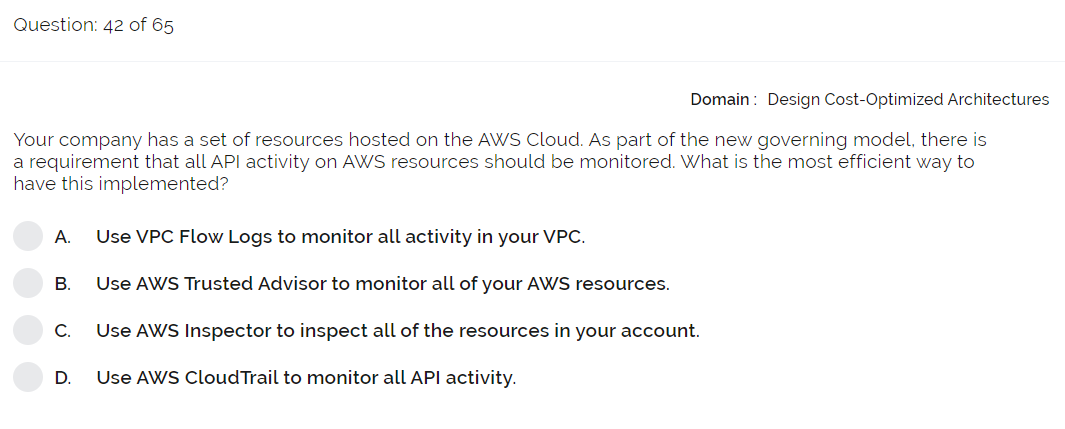 Question: 42 of 65
Domain : Design Cost-Optimized Architectures
Your company has a set of resources hosted on the AWS Cloud. As part of the new governing model, there is
a requirement that all API activity on AWS resources should be monitored. What is the most efficient way to
have this implemented?
A. Use VPC Flow Logs to monitor all activity in your VPC.
B. Use AWS Trusted Advisor to monitor all of your AWS resources.
C. Use AWS Inspector to inspect all of the resources in your account.
D. Use AWS CloudTrail to monitor all API activity.